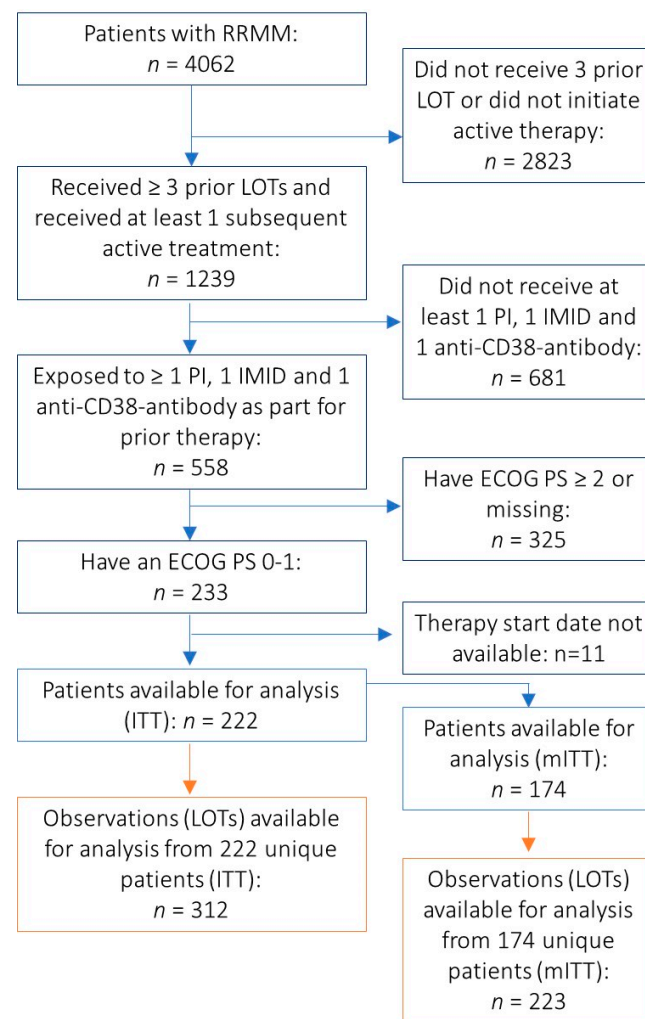 Patients with RRMM:
n = 4062
Did not receive 3 prior
LOT or did not initiate
active therapy:
n = 2823
Received ≥ 3 prior LOTs and
received at least 1 subsequent
active treatment:
n = 1239
Did not receive at
least 1 PI, 1 IMID and
1 anti-CD38-antibody:
n = 681
Exposed to ≥ 1 PI, 1 IMID and 1
anti-CD38-antibody as part for
prior therapy:
n = 558
Have ECOG PS ≥ 2 or
missing:
n = 325
Have an ECOG PS 0-1:
n = 233
Therapy start date not
available: n=11
Patients available for analysis
(ITT): n = 222
Patients available for
analysis (mITT):
n = 174
Observations (LOTs) available
for analysis from 222 unique
patients (ITT):
n = 312
Observations (LOTs)
available for analysis
from 174 unique
patients (mITT):
n = 223